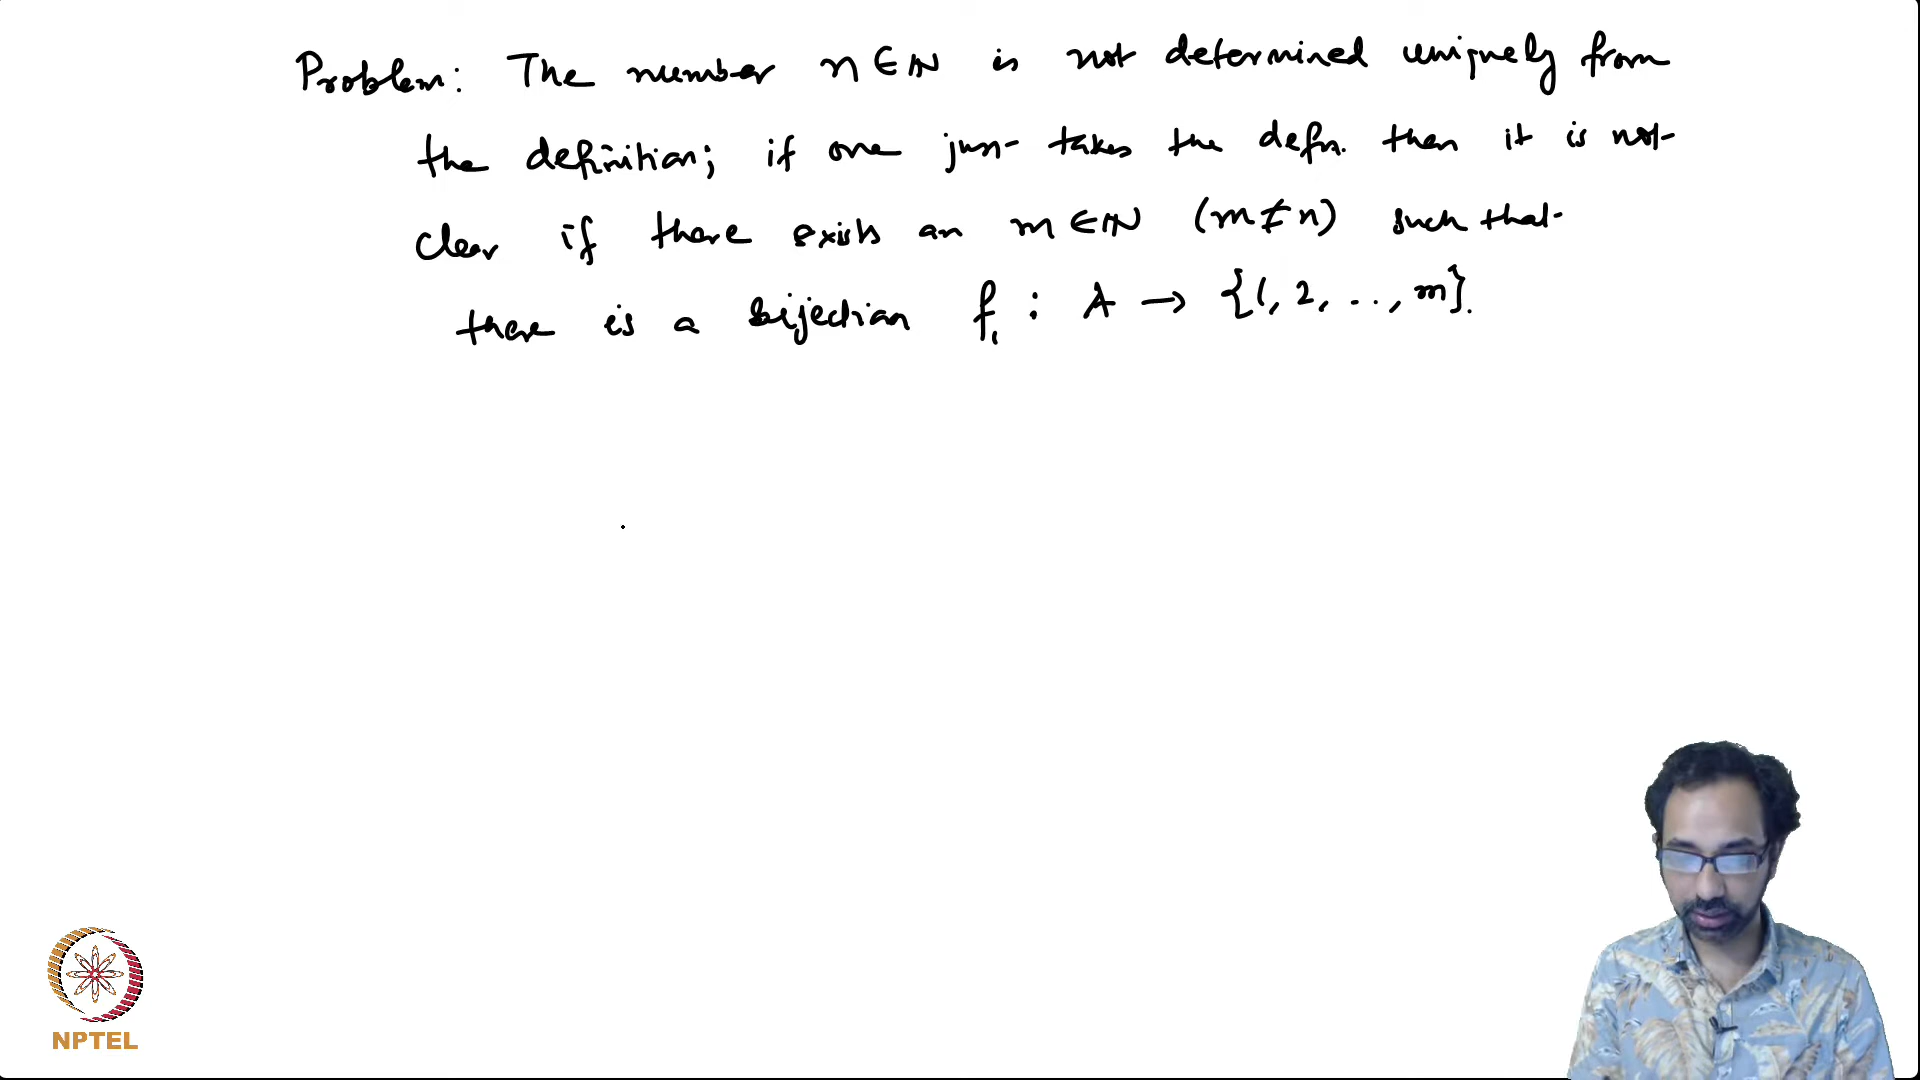 Problem: The number n ∈ ℕ is not determined uniquely from
the definition; if one just takes the defn. then it is not
clear if there exists an m ∈ ℕ (m ≠ n) such that
there is a bijection f₁ : A → {1, 2, .., m}.
NPTEL